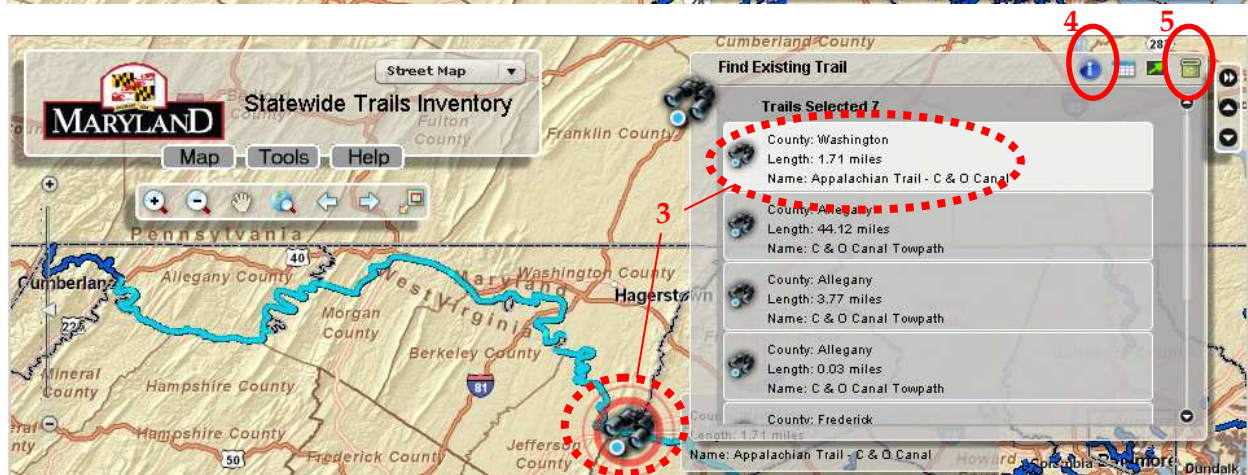 4
5
Cumberland County
283
Street Map
Find Existing Trail
MARYLAND
Statewide Trails Inventory
Fulton
County
Franklin County
Trails Selected 7
Map
Tools
Help
County: Washington
Length: 1.71 miles
Name: Appalachian Trail - C & O Canal
3
County: Allegany
Length: 44.12 miles
Name: C & O Canal Towpath
Pennsylvania
40
Cumberland
Allegany County
West Virginia
Maryland
Washington County
Hagerstown
Morgan
County
County: Allegany
Length: 3.77 miles
Name: C & O Canal Towpath
Berkeley County
81
County: Allegany
Length: 0.03 miles
Name: C & O Canal Towpath
Mineral
County
Hampshire County
County: Frederick
Hampshire County
Length: 1.71 miles
Name: Appalachian Trail - C & O Canal
50
Frederick County
Jefferson
County
Howard
Columbia
Dundalk